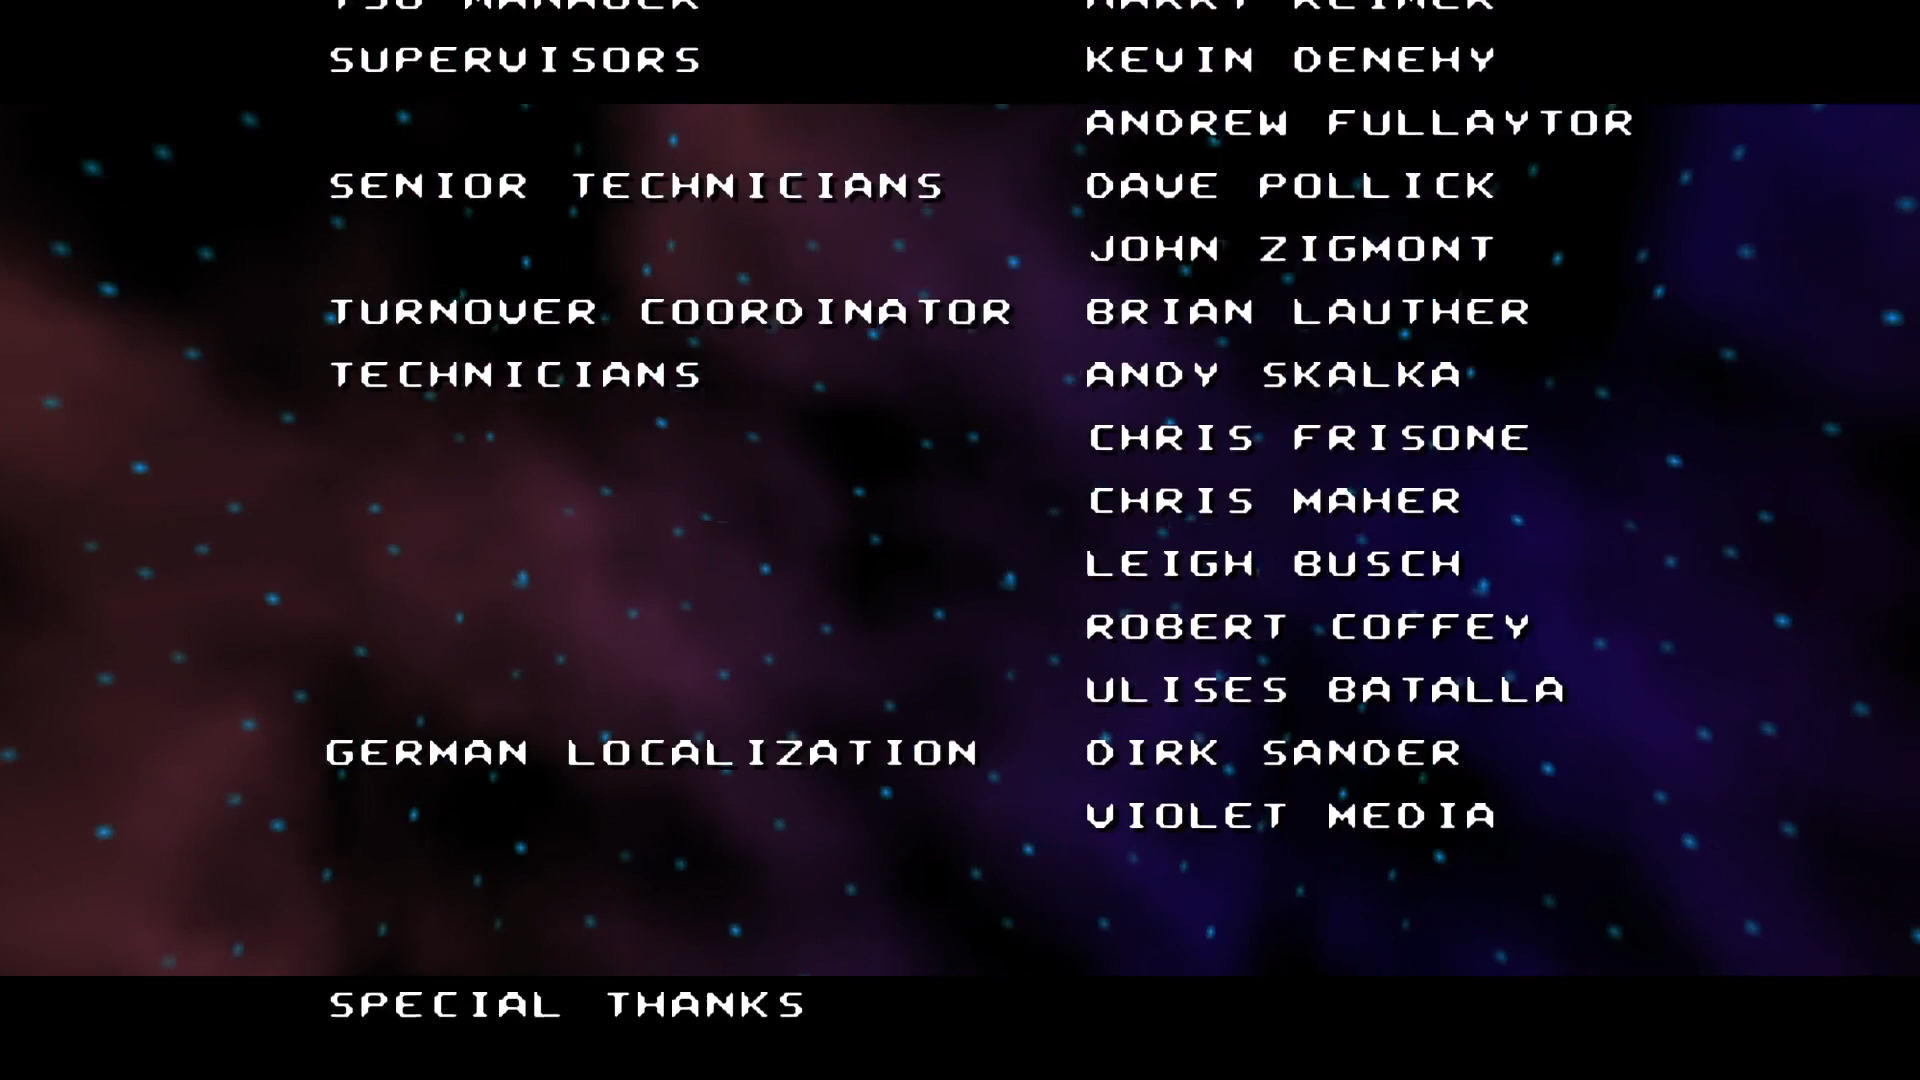 SUPERVISORS KEVIN DENEHY
ANDREW FULLAYTOR
SENIOR TECHNICIANS DAVE POLLICK
JOHN ZIGMONT
TURNOVER COORDINATOR BRIAN LAUTHER
TECHNICIANS ANDY SKALKA
CHRIS FRISONE
CHRIS MAHER
LEIGH BUSCH
ROBERT COFFEY
ULISES BATALLA
GERMAN LOCALIZATION DIRK SANDER
VIOLET MEDIA
SPECIAL THANKS